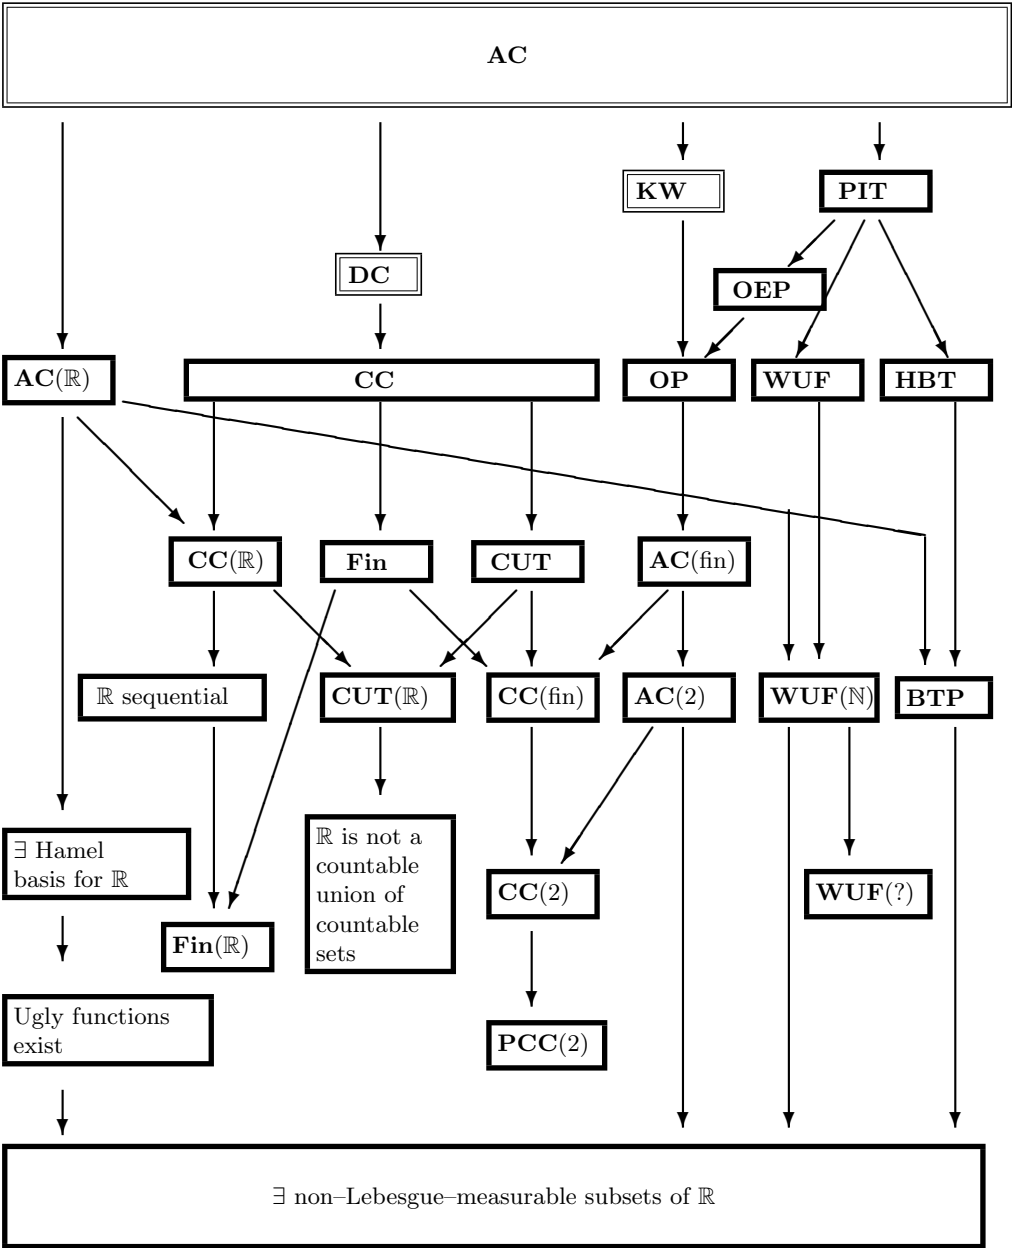 AC
KW
PIT
DC
OEP
AC(ℝ)
CC
OP
WUF
HBT
CC(ℝ)
Fin
CUT
AC(fin)
ℝ sequential
CUT(ℝ)
CC(fin)
AC(2)
WUF(ℕ)
BTP
∃ Hamel
basis for ℝ
ℝ is not a
countable
union of
countable
sets
CC(2)
WUF(?)
Fin(ℝ)
Ugly functions
exist
PCC(2)
∃ non–Lebesgue–measurable subsets of ℝ